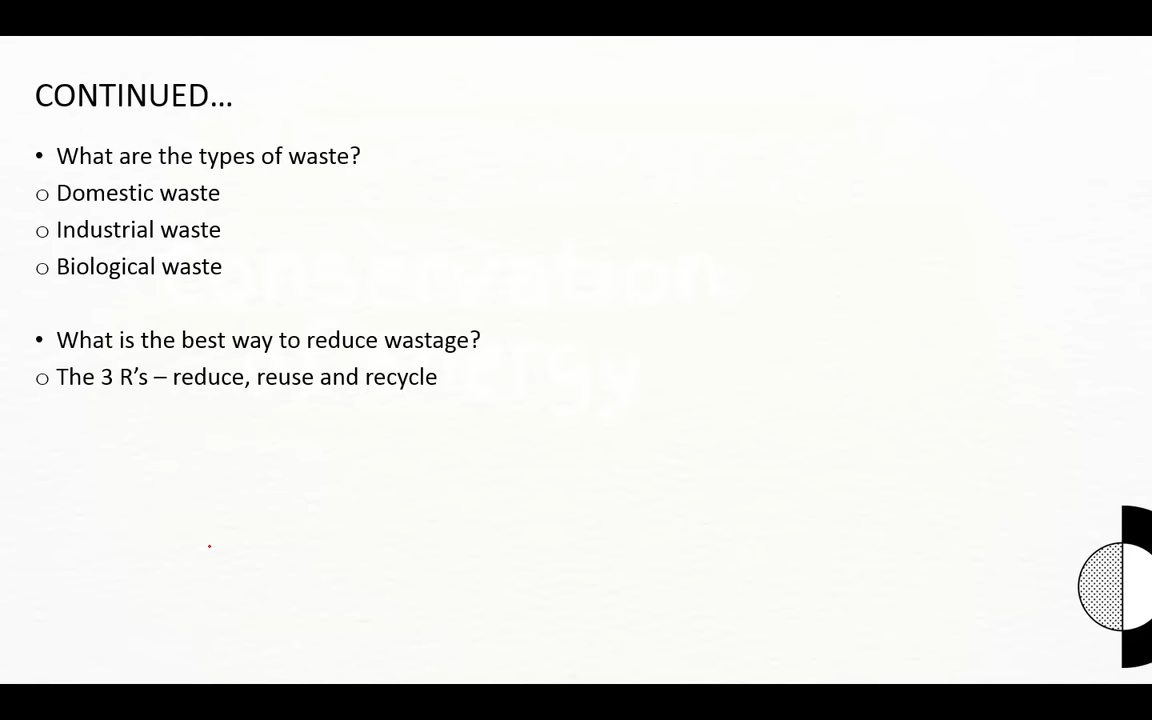 CONTINUED...
• What are the types of waste?
o Domestic waste
o Industrial waste
o Biological waste
Conservation
• What is the best way to reduce wastage?
o The 3 R’s – reduce, reuse and recycle